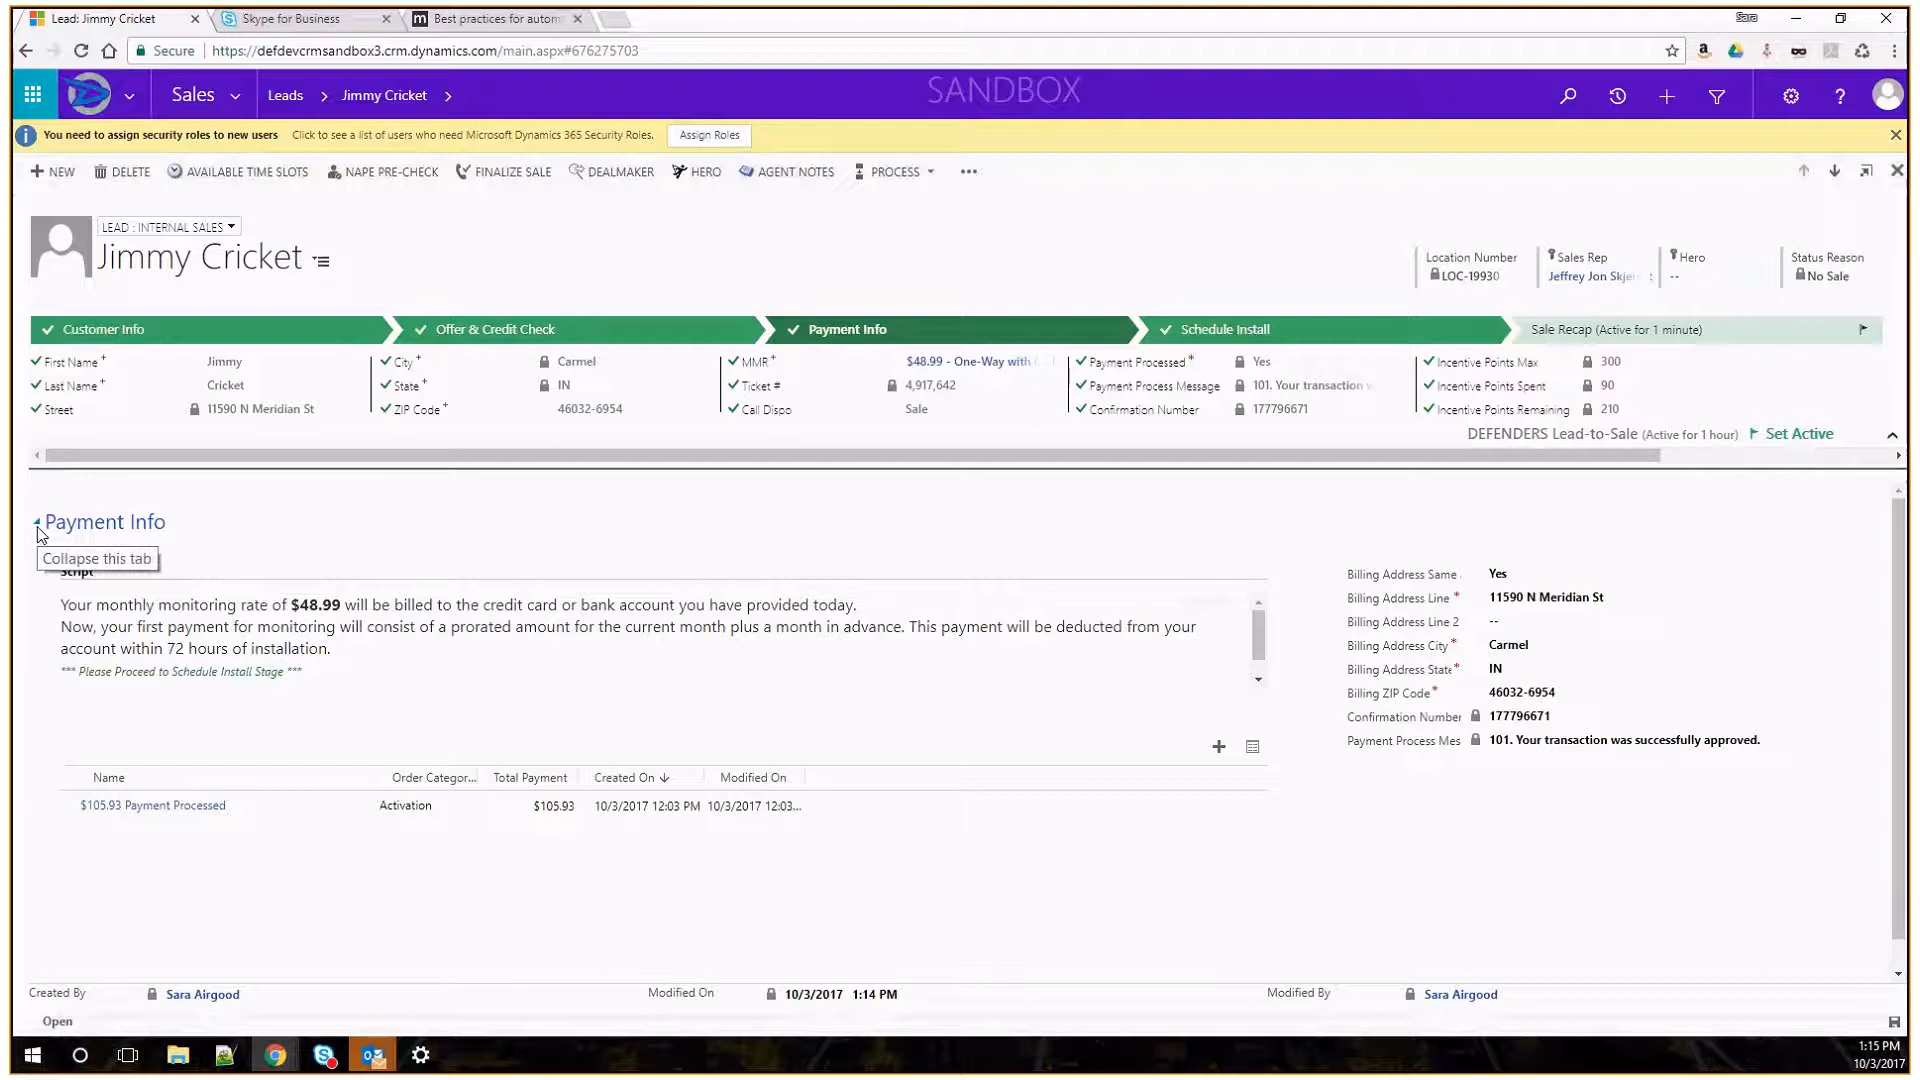 Lead: Jimmy Cricket
Skype for Business
Best practices for autom
Sara
Secure https://defdevcrmsandbox3.crm.dynamics.com/main.aspx#676275703
Sales Leads Jimmy Cricket SANDBOX
You need to assign security roles to new users Click to see a list of users who need Microsoft Dynamics 365 Security Roles. Assign Roles
NEW DELETE AVAILABLE TIME SLOTS NAPE PRE-CHECK FINALIZE SALE DEALMAKER HERO AGENT NOTES PROCESS
LEAD : INTERNAL SALES
Jimmy Cricket
Location Number Sales Rep Hero Status Reason
LOC-19930 Jeffrey Jon Skje -- No Sale
Customer Info Offer & Credit Check Payment Info Schedule Install Sale Recap (Active for 1 minute)
First Name + Jimmy City + Carmel MMR + $48.99 - One-Way with Payment Processed * Yes Incentive Points Max 300
Last Name + Cricket State + IN Ticket # 4,917,642 Payment Process Message 101. Your transaction Incentive Points Spent 90
Street 11590 N Meridian St ZIP Code + 46032-6954 Call Dispo Sale Confirmation Number 177796671 Incentive Points Remaining 210
DEFENDERS Lead-to-Sale (Active for 1 hour) Set Active
Payment Info
Collapse this tab
Script
Your monthly monitoring rate of $48.99 will be billed to the credit card or bank account you have provided today.
Now, your first payment for monitoring will consist of a prorated amount for the current month plus a month in advance. This payment will be deducted from your
account within 72 hours of installation.
*** Please Proceed to Schedule Install Stage ***
Billing Address Same Yes
Billing Address Line * 11590 N Meridian St
Billing Address Line 2 --
Billing Address City * Carmel
Billing Address State * IN
Billing ZIP Code * 46032-6954
Confirmation Number 177796671
Payment Process Mes 101. Your transaction was successfully approved.
Name Order Categor... Total Payment Created On Modified On
$105.93 Payment Processed Activation $105.93 10/3/2017 12:03 PM 10/3/2017 12:03...
Created By Sara Airgood Modified On 10/3/2017 1:14 PM Modified By Sara Airgood
Open
1:15 PM
10/3/2017